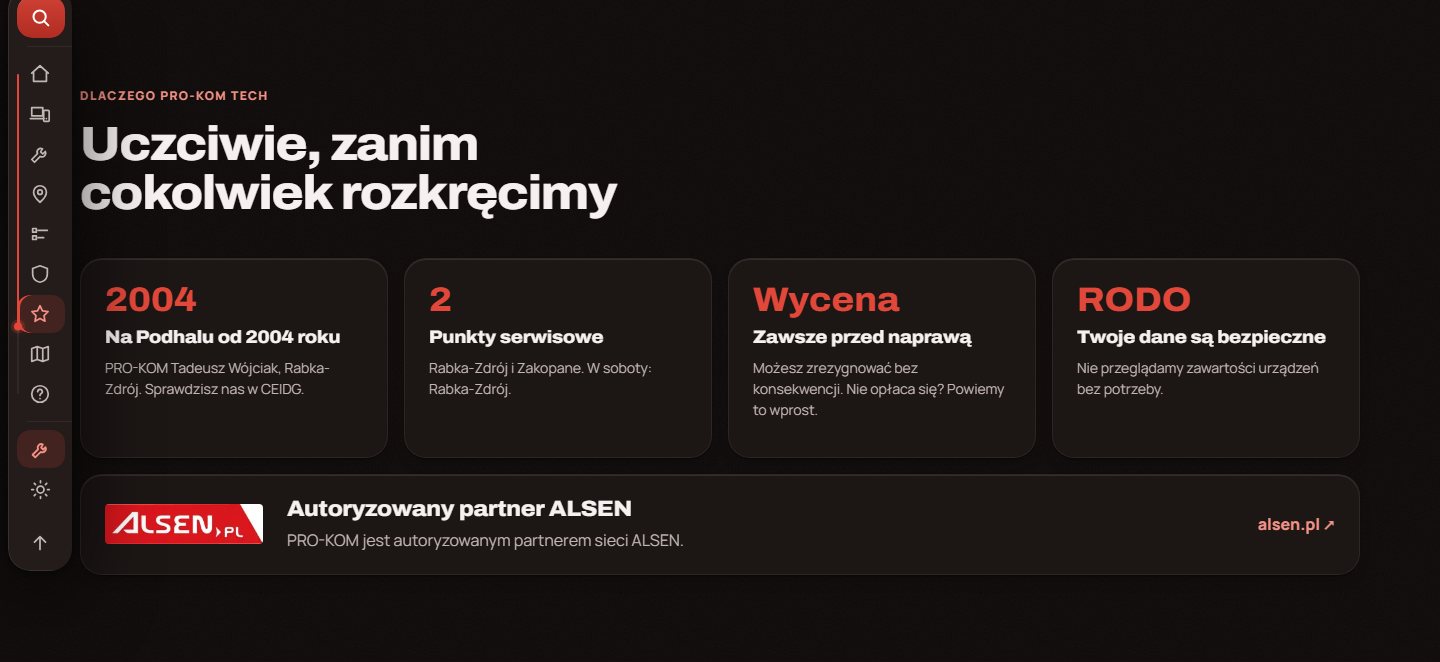 DLACZEGO PRO-KOM TECH
Uczciwie, zanim
cokolwiek rozkręcimy
2004
Na Podhalu od 2004 roku
PRO-KOM Tadeusz Wójciak, Rabka-
Zdrój. Sprawdzisz nas w CEIDG.
2
Punkty serwisowe
Rabka-Zdrój i Zakopane. W soboty:
Rabka-Zdrój.
Wycena
Zawsze przed naprawą
Możesz zrezygnować bez
konsekwencji. Nie opłaca się? Powiemy
to wprost.
RODO
Twoje dane są bezpieczne
Nie przeglądamy zawartości urządzeń
bez potrzeby.
ALSEN.PL
Autoryzowany partner ALSEN
PRO-KOM jest autoryzowanym partnerem sieci ALSEN.
alsen.pl ↗